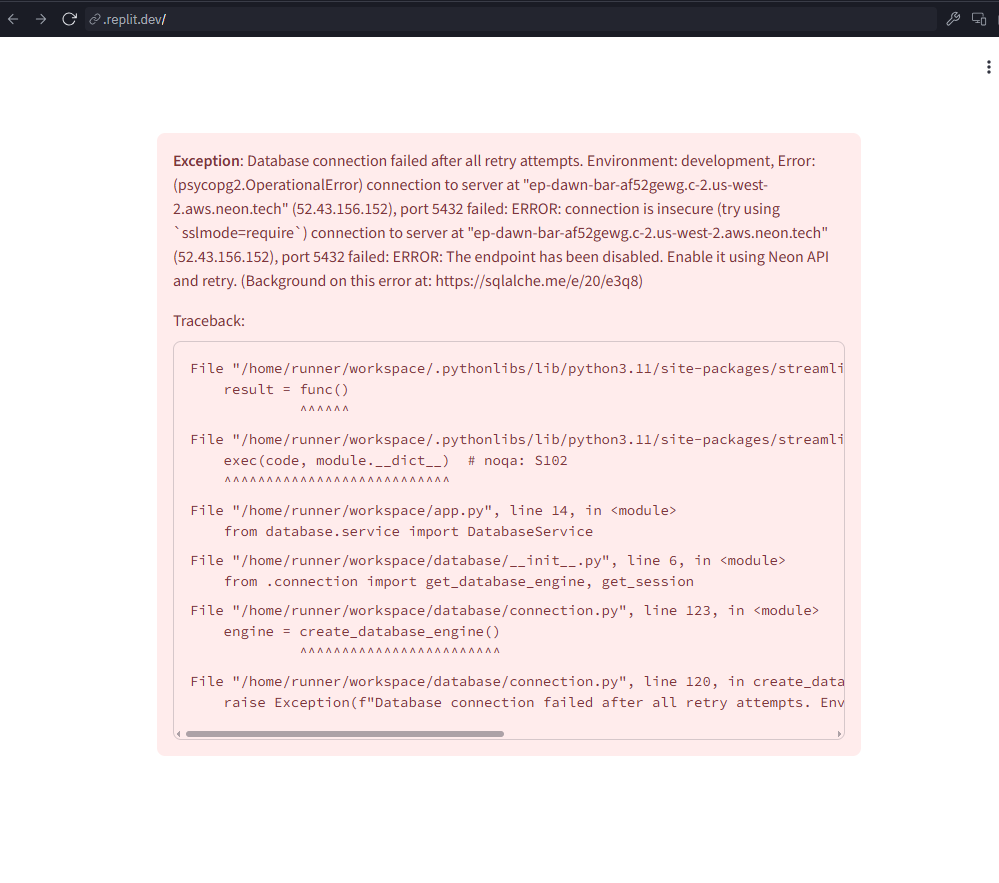 .replit.dev/
Exception: Database connection failed after all retry attempts. Environment: development, Error:
(psycopg2.OperationalError) connection to server at "ep-dawn-bar-af52gewg.c-2.us-west-
2.aws.neon.tech" (52.43.156.152), port 5432 failed: ERROR: connection is insecure (try using
`sslmode=require`) connection to server at "ep-dawn-bar-af52gewg.c-2.us-west-2.aws.neon.tech"
(52.43.156.152), port 5432 failed: ERROR: The endpoint has been disabled. Enable it using Neon API
and retry. (Background on this error at: https://sqlalche.me/e/20/e3q8)
Traceback:
File "/home/runner/workspace/.pythonlibs/lib/python3.11/site-packages/streamli
result = func()
^^^^^^
File "/home/runner/workspace/.pythonlibs/lib/python3.11/site-packages/streamli
exec(code, module.__dict__)  # noqa: S102
^^^^^^^^^^^^^^^^^^^^^^^^^^^
File "/home/runner/workspace/app.py", line 14, in <module>
from database.service import DatabaseService
File "/home/runner/workspace/database/__init__.py", line 6, in <module>
from .connection import get_database_engine, get_session
File "/home/runner/workspace/database/connection.py", line 123, in <module>
engine = create_database_engine()
^^^^^^^^^^^^^^^^^^^^^^^^
File "/home/runner/workspace/database/connection.py", line 120, in create_data
raise Exception(f"Database connection failed after all retry attempts. Env